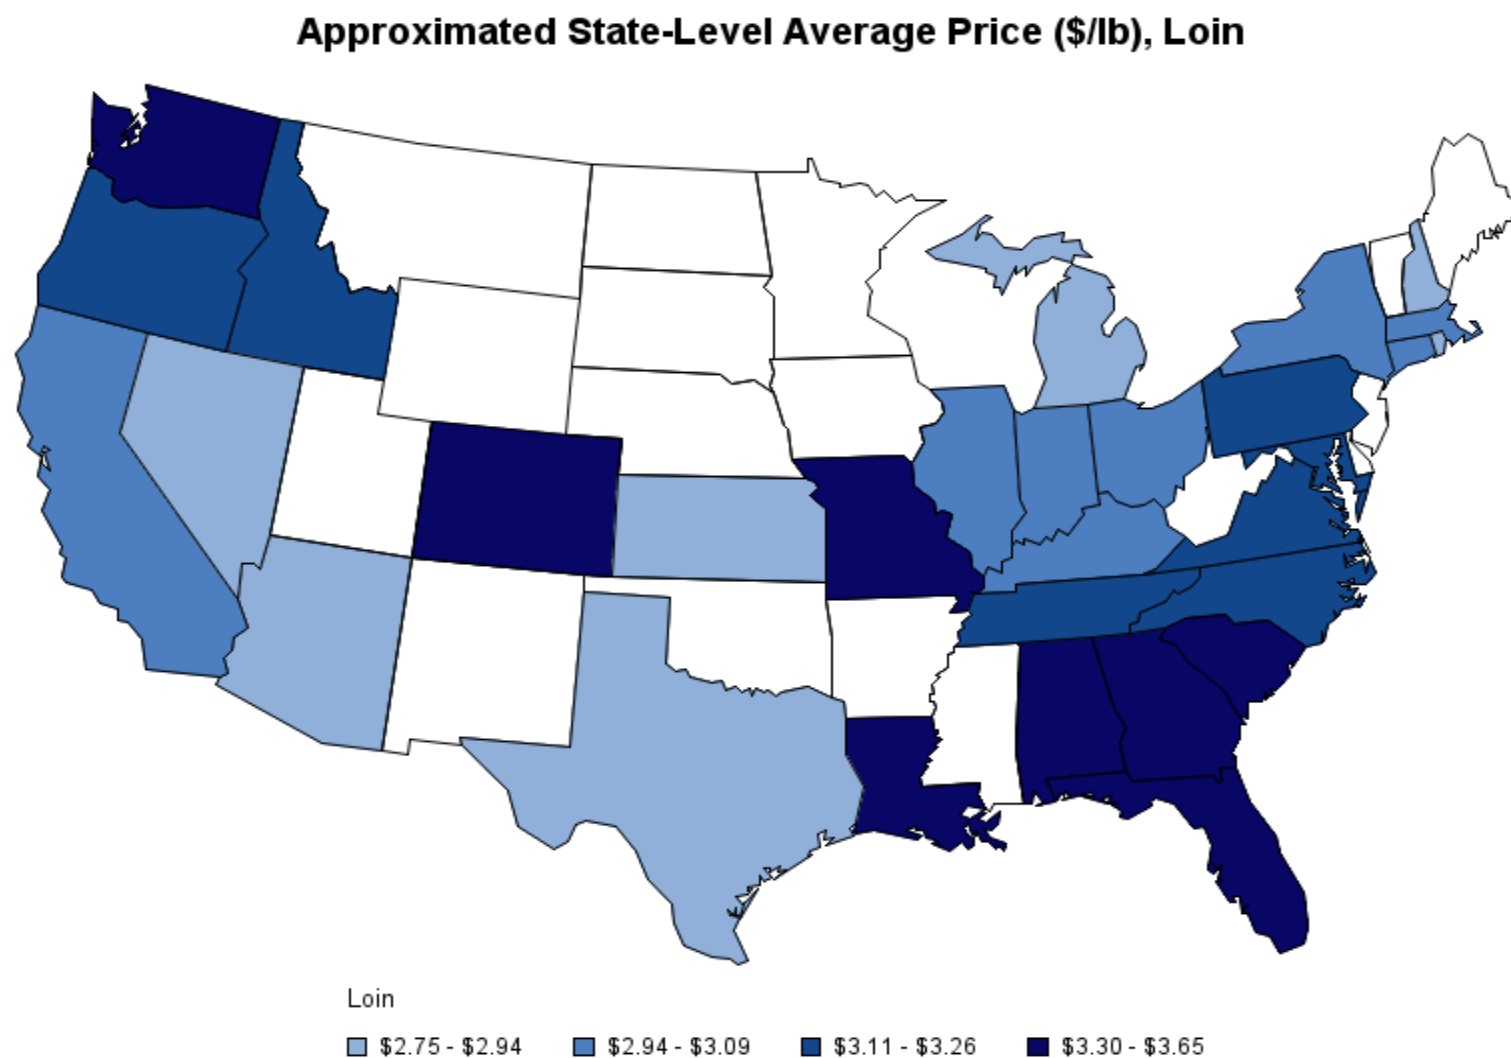 Approximated State-Level Average Price ($/lb), Loin
Loin
$2.75 - $2.94 $2.94 - $3.09 $3.11 - $3.26 $3.30 - $3.65